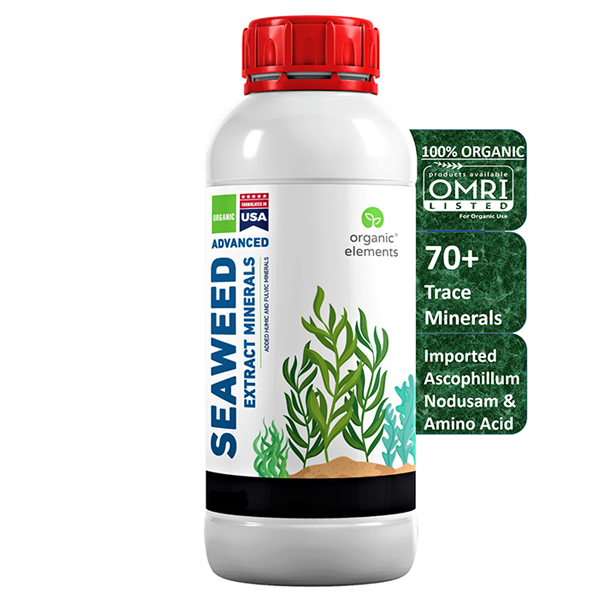 ORGANIC
FORMULATED IN
USA
ADVANCED
SEAWEED
EXTRACT MINERALS
ADDED HUMIC AND FULVIC MINERALS
organic®
elements
100% ORGANIC
products available
OMRI
LISTED
For Organic Use
70+
Trace
Minerals
Imported
Ascophillum
Nodusam &
Amino Acid